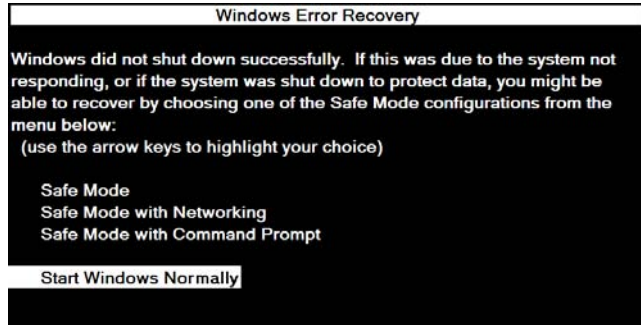 Windows Error Recovery
Windows did not shut down successfully.  If this was due to the system not
responding, or if the system was shut down to protect data, you might be
able to recover by choosing one of the Safe Mode configurations from the
menu below:
(use the arrow keys to highlight your choice)
Safe Mode
Safe Mode with Networking
Safe Mode with Command Prompt
Start Windows Normally